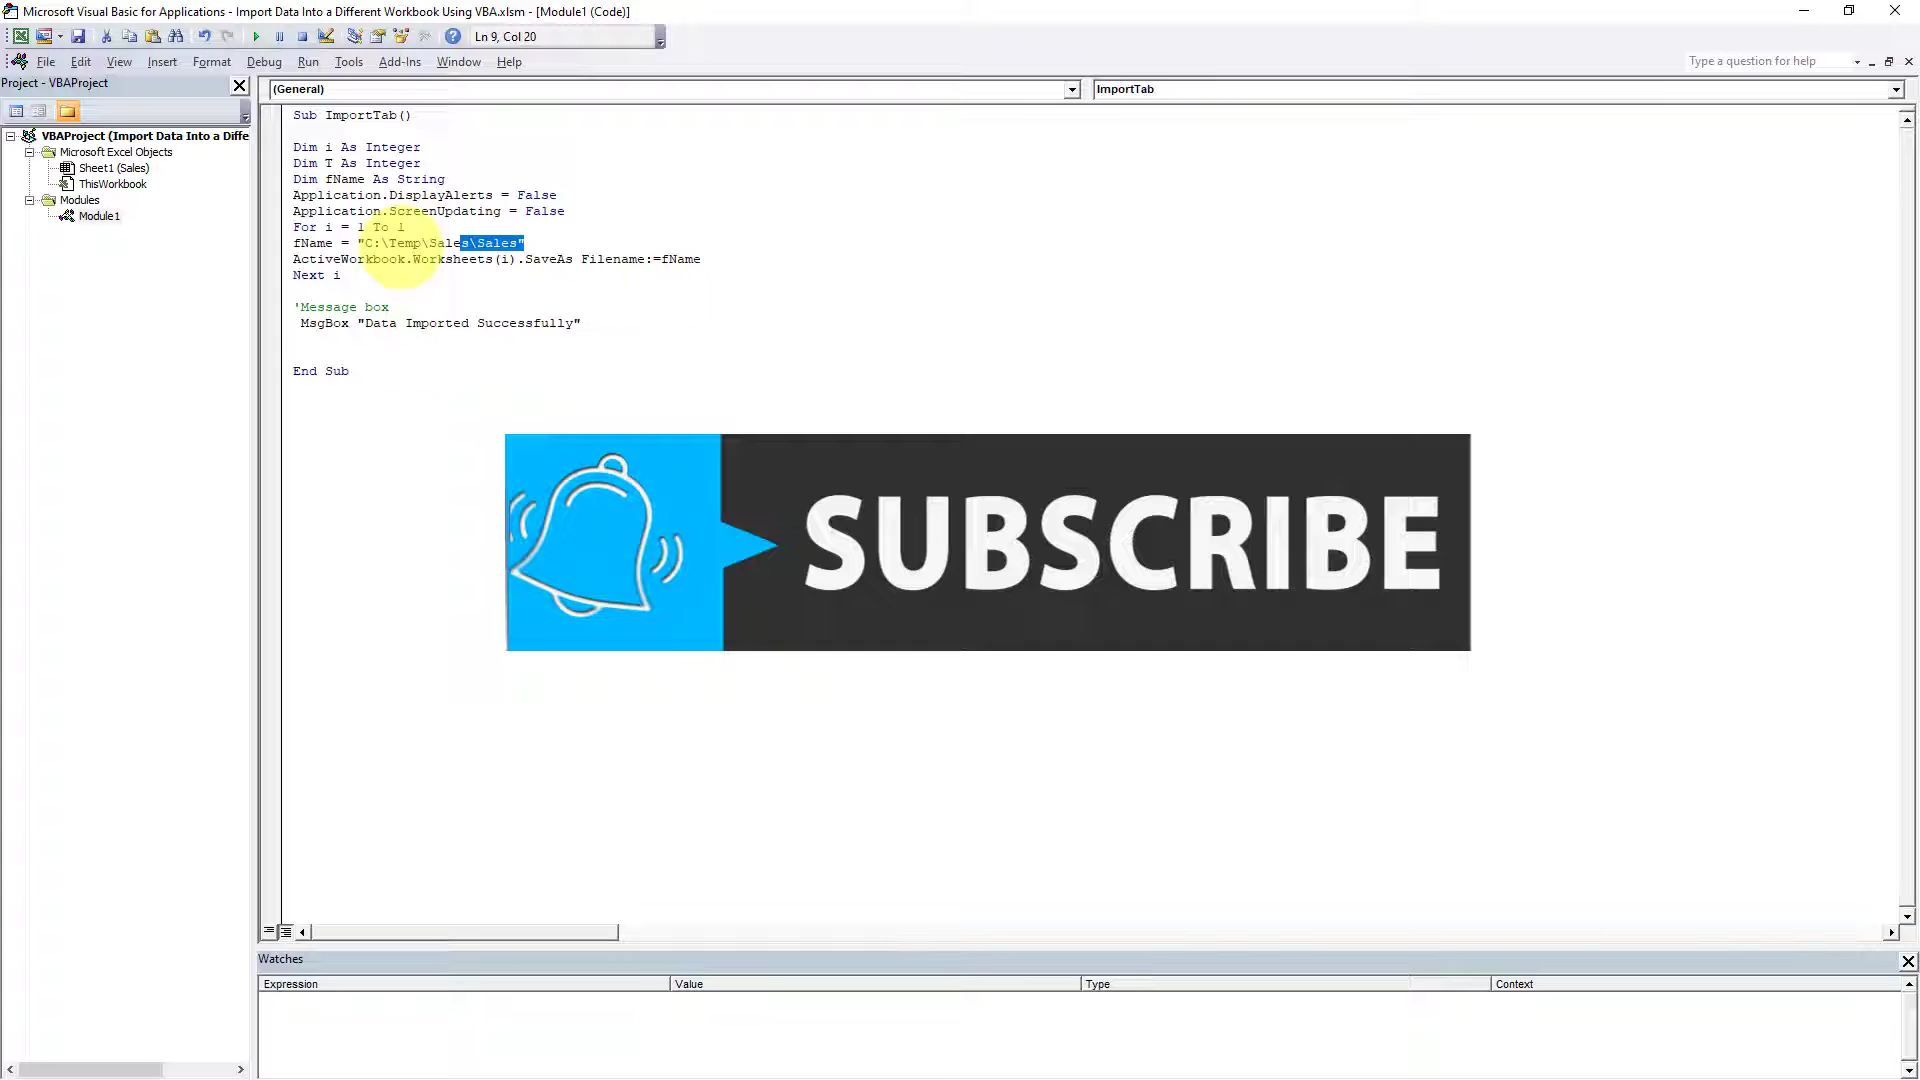 Microsoft Visual Basic for Applications - Import Data Into a Different Workbook Using VBA.xlsm - [Module1 (Code)]
Ln 9, Col 20
File Edit View Insert Format Debug Run Tools Add-Ins Window Help
Type a question for help
Project - VBAProject
(General)
ImportTab
VBAProject (Import Data Into a Diffe
Microsoft Excel Objects
Sheet1 (Sales)
ThisWorkbook
Modules
Module1
Sub ImportTab()
Dim i As Integer
Dim T As Integer
Dim fName As String
Application.DisplayAlerts = False
Application.ScreenUpdating = False
For i = 1 To 1
fName = "C:\Temp\Sales\Sales"
ActiveWorkbook.Worksheets(i).SaveAs Filename:=fName
Next i
'Message box
MsgBox "Data Imported Successfully"
End Sub
SUBSCRIBE
Watches
Expression Value Type Context